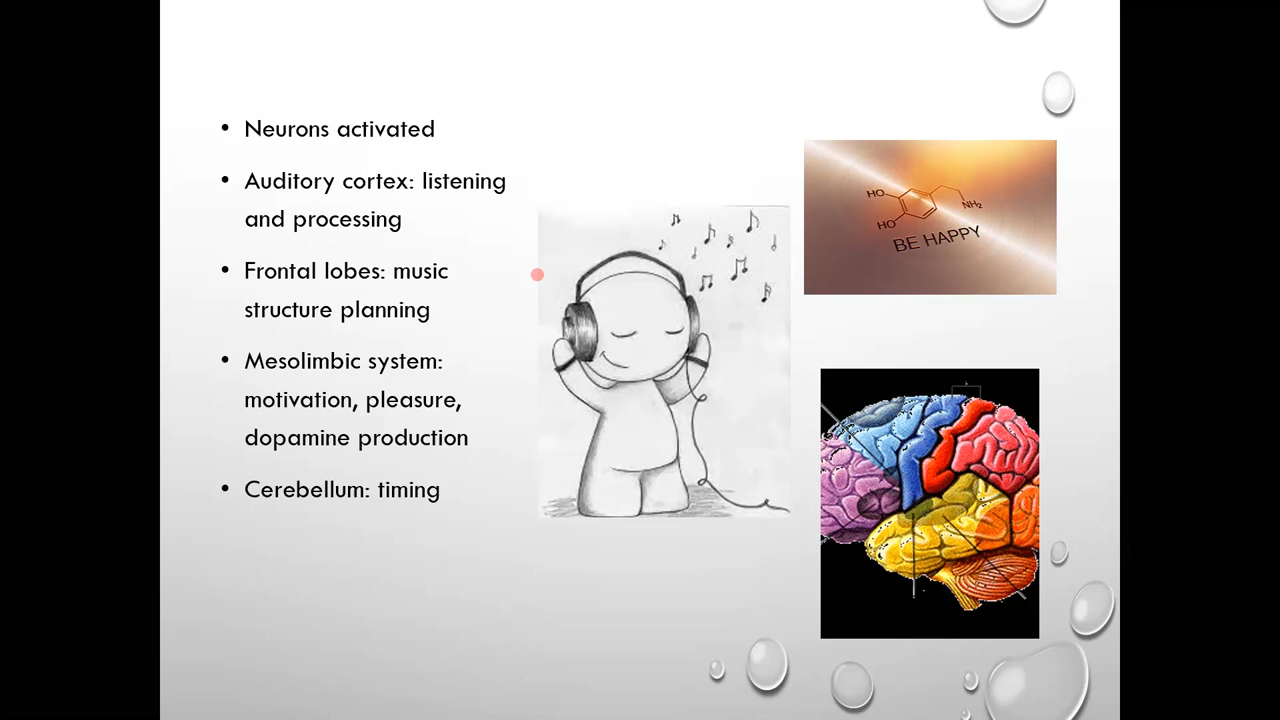 • Neurons activated
• Auditory cortex: listening
and processing
• Frontal lobes: music
structure planning
• Mesolimbic system:
motivation, pleasure,
dopamine production
• Cerebellum: timing
HO
NH₂
HO
BE HAPPY